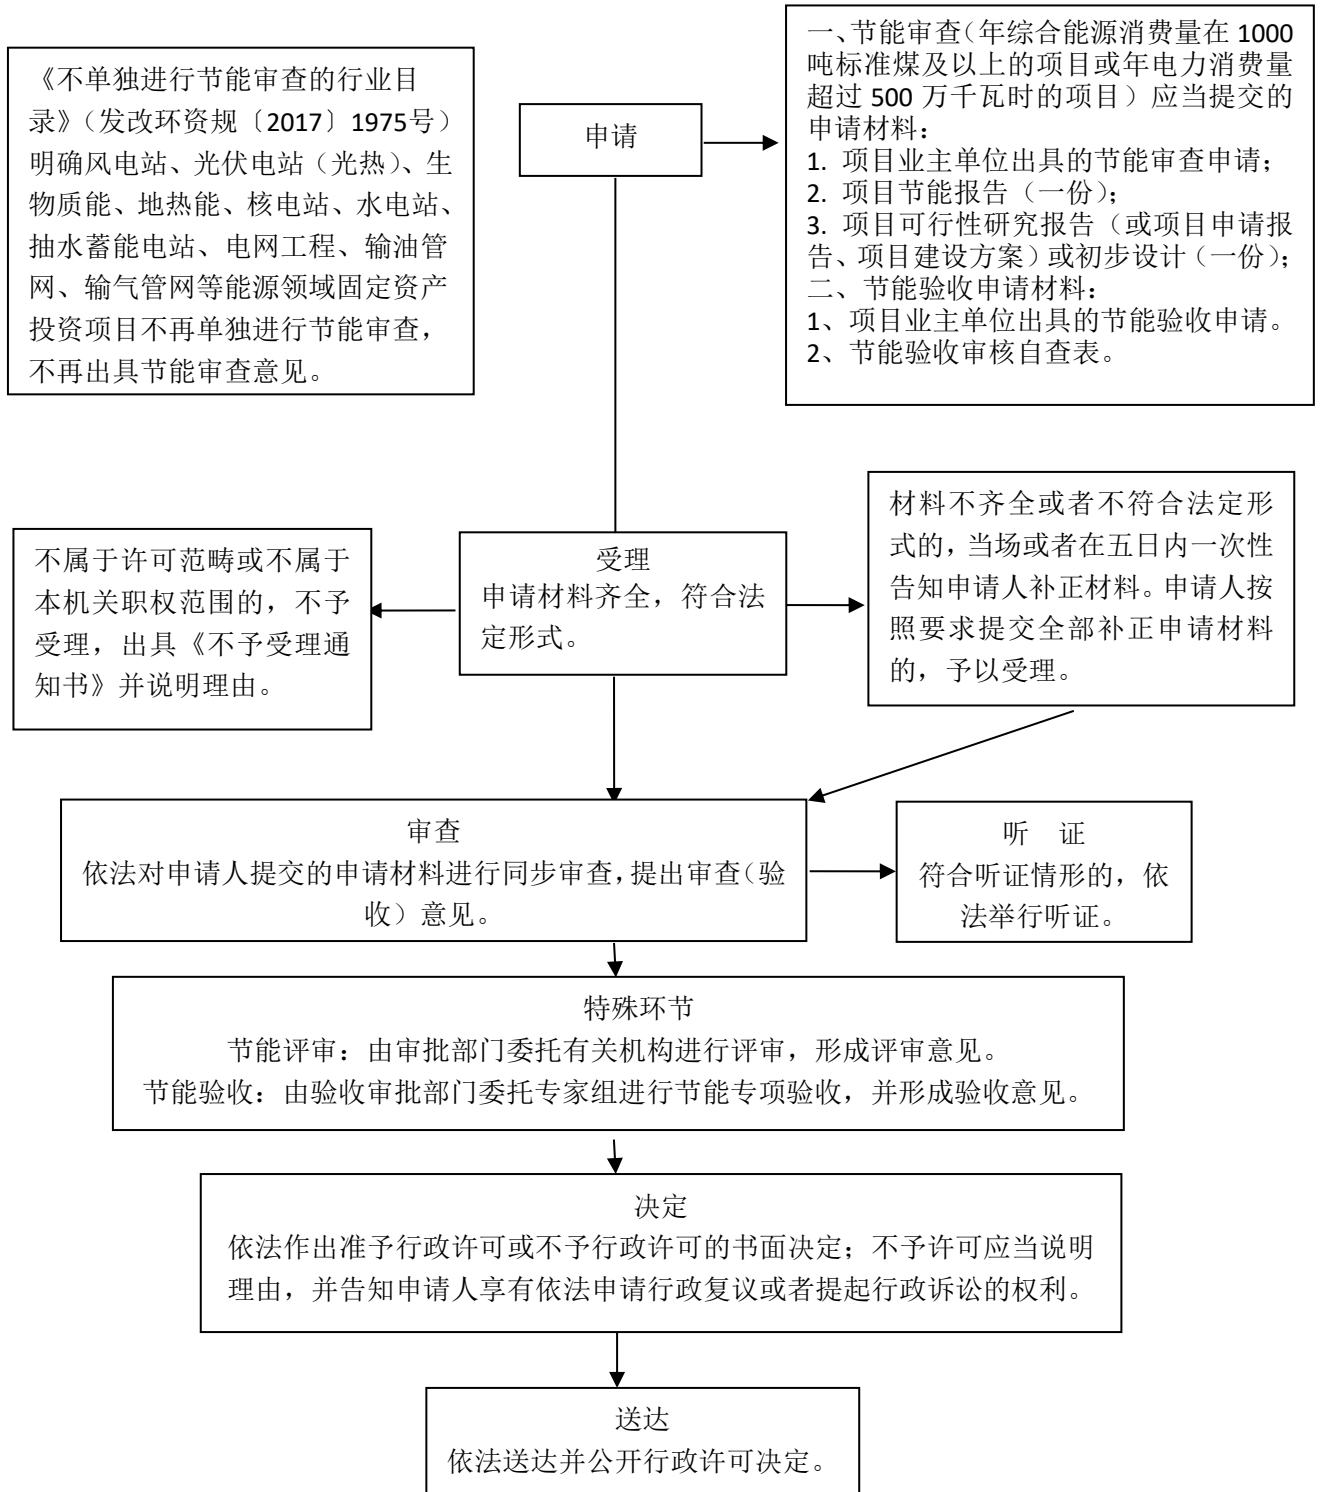 《不单独进行节能审查的行业目
录》（发改环资规〔2017〕1975号）
明确风电站、光伏电站（光热）、生
物质能、地热能、核电站、水电站、
抽水蓄能电站、电网工程、输油管
网、输气管网等能源领域固定资产
投资项目不再单独进行节能审查，
不再出具节能审查意见。
申请
一、节能审查（年综合能源消费量在 1000
吨标准煤及以上的项目或年电力消费量
超过 500 万千瓦时的项目）应当提交的
申请材料：
1. 项目业主单位出具的节能审查申请；
2. 项目节能报告（一份）；
3. 项目可行性研究报告（或项目申请报
告、项目建设方案）或初步设计（一份）；
二、节能验收申请材料：
1、项目业主单位出具的节能验收申请。
2、节能验收审核自查表。
不属于许可范畴或不属于
本机关职权范围的，不予
受理，出具《不予受理通
知书》并说明理由。
受理
申请材料齐全，符合法
定形式。
材料不齐全或者不符合法定形
式的，当场或者在五日内一次性
告知申请人补正材料。申请人按
照要求提交全部补正申请材料
的，予以受理。
审查
依法对申请人提交的申请材料进行同步审查，提出审查（验
收）意见。
听　证
符合听证情形的，依
法举行听证。
特殊环节
节能评审：由审批部门委托有关机构进行评审，形成评审意见。
节能验收：由验收审批部门委托专家组进行节能专项验收，并形成验收意见。
决定
依法作出准予行政许可或不予行政许可的书面决定；不予许可应当说明
理由，并告知申请人享有依法申请行政复议或者提起行政诉讼的权利。
送达
依法送达并公开行政许可决定。